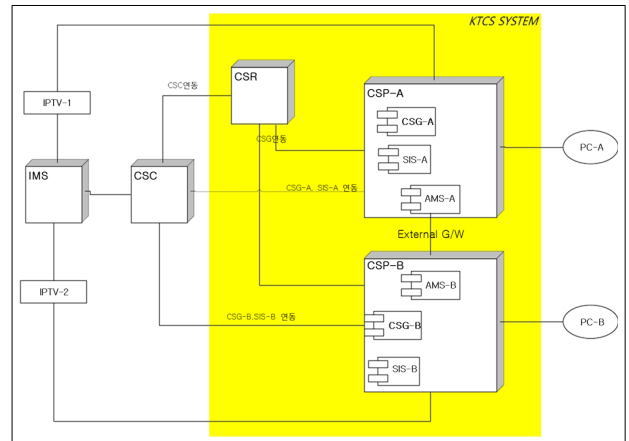 KTCS SYSTEM
CSR
CSC연동
CSP-A
IPTV-1
CSG-A
CSG연동
PC-A
SIS-A
IMS
CSC
CSG-A, SIS-A 연동
AMS-A
External G/W
CSP-B
IPTV-2
AMS-B
CSG-B,SIS-B 연동
CSG-B
PC-B
SIS-B